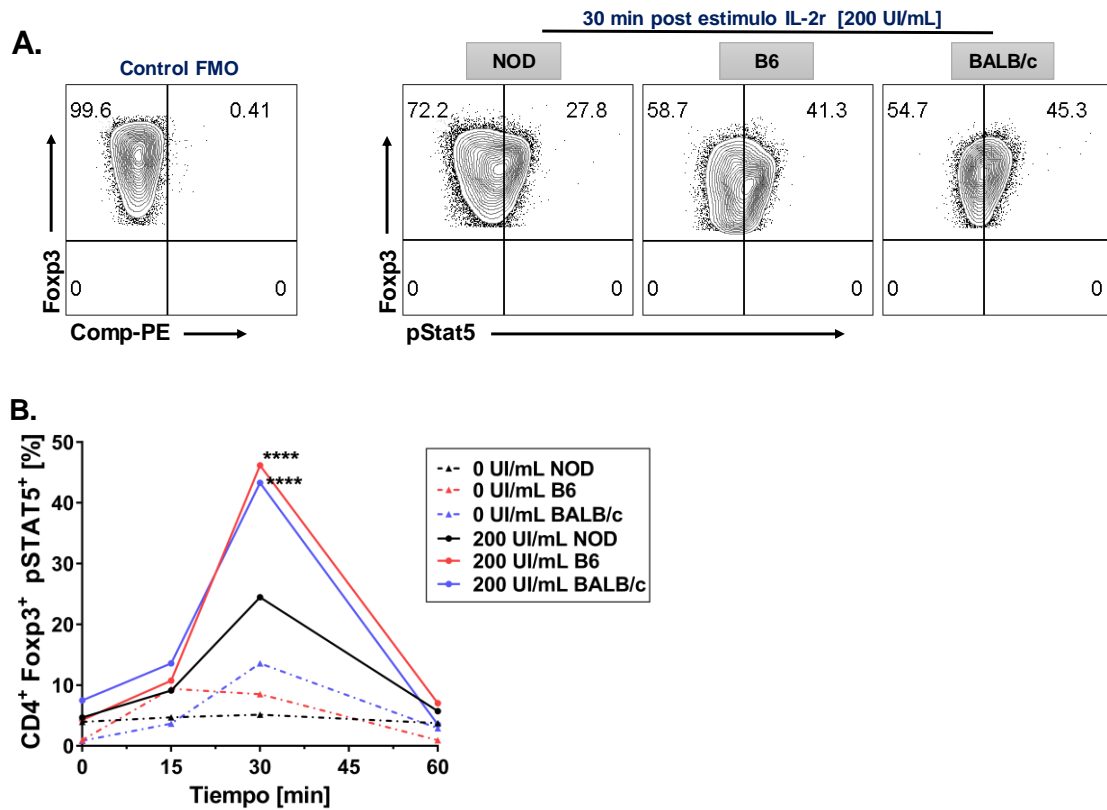 30 min post estimulo IL-2r [200 UI/mL]
A.
Control FMO
NOD
B6
BALB/c
99.6
0.41
0
0
72.2
27.8
0
0
58.7
41.3
0
0
54.7
45.3
0
0
Foxp3
Foxp3
Comp-PE
pStat5
B.
CD4+ Foxp3+ pSTAT5+ [%]
50
40
30
20
10
0
****
****
0
15
30
45
60
Tiempo [min]
0 UI/mL NOD
0 UI/mL B6
0 UI/mL BALB/c
200 UI/mL NOD
200 UI/mL B6
200 UI/mL BALB/c